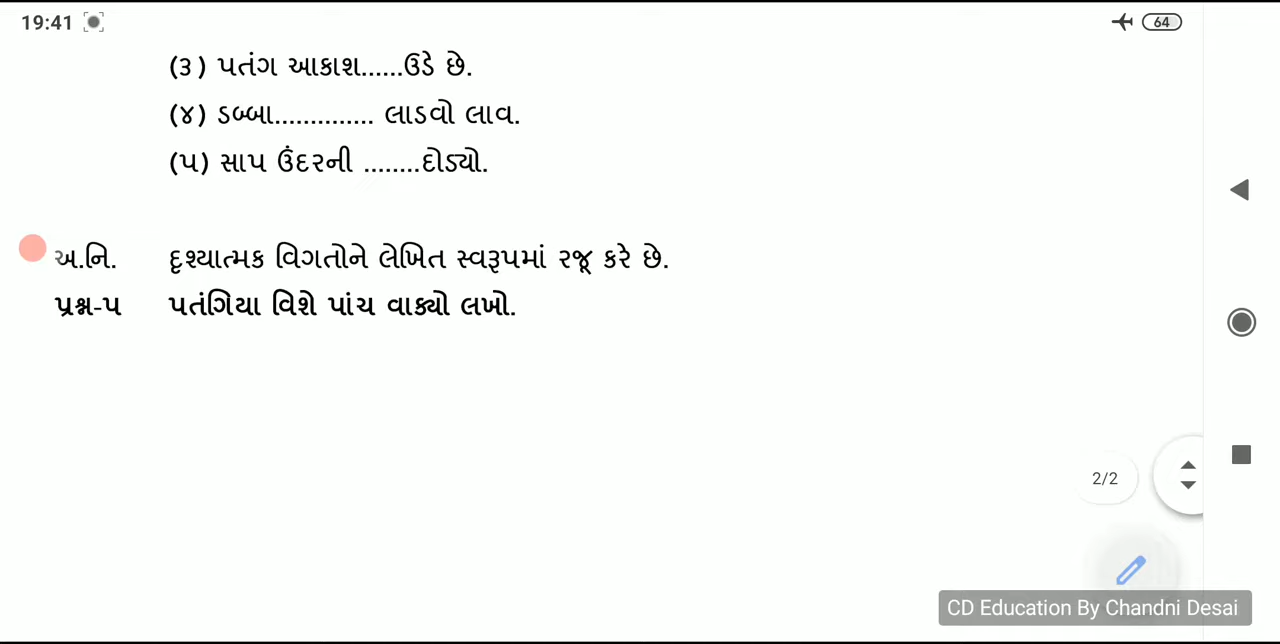 19:41
64
(૩) પતંગ આકાશ......ઉડે છે.
(૪) ડબ્બા.............. લાડવો લાવ.
(૫) સાપ ઉંદરની ........દોડ્યો.
અ.નિ. દૃશ્યાત્મક વિગતોને લેખિત સ્વરૂપમાં રજૂ કરે છે.
પ્રશ્ન-૫ પતંગિયા વિશે પાંચ વાક્યો લખો.
2/2
CD Education By Chandni Desai